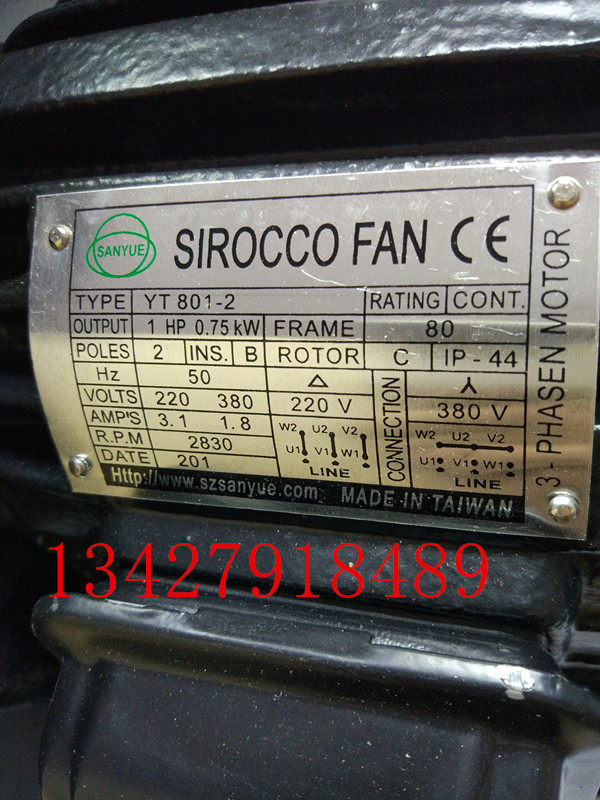 SANYUE SIROCCO FAN CE
TYPE YT 801-2 RATING CONT.
OUTPUT 1 HP 0.75 kW FRAME 80
POLES 2 INS. B ROTOR C IP-44
Hz 50 △ CONNECTION Y
VOLTS 220 380 220 V 380 V
AMP'S 3.1 1.8
R.P.M 2830
DATE 201
W2 U2 V2
U1 V1 W1
LINE
W2 U2 V2
U1 V1 W1
LINE
3 - PHASEN MOTOR
Http://www.szsanyue.com MADE IN TAIWAN
13427918489